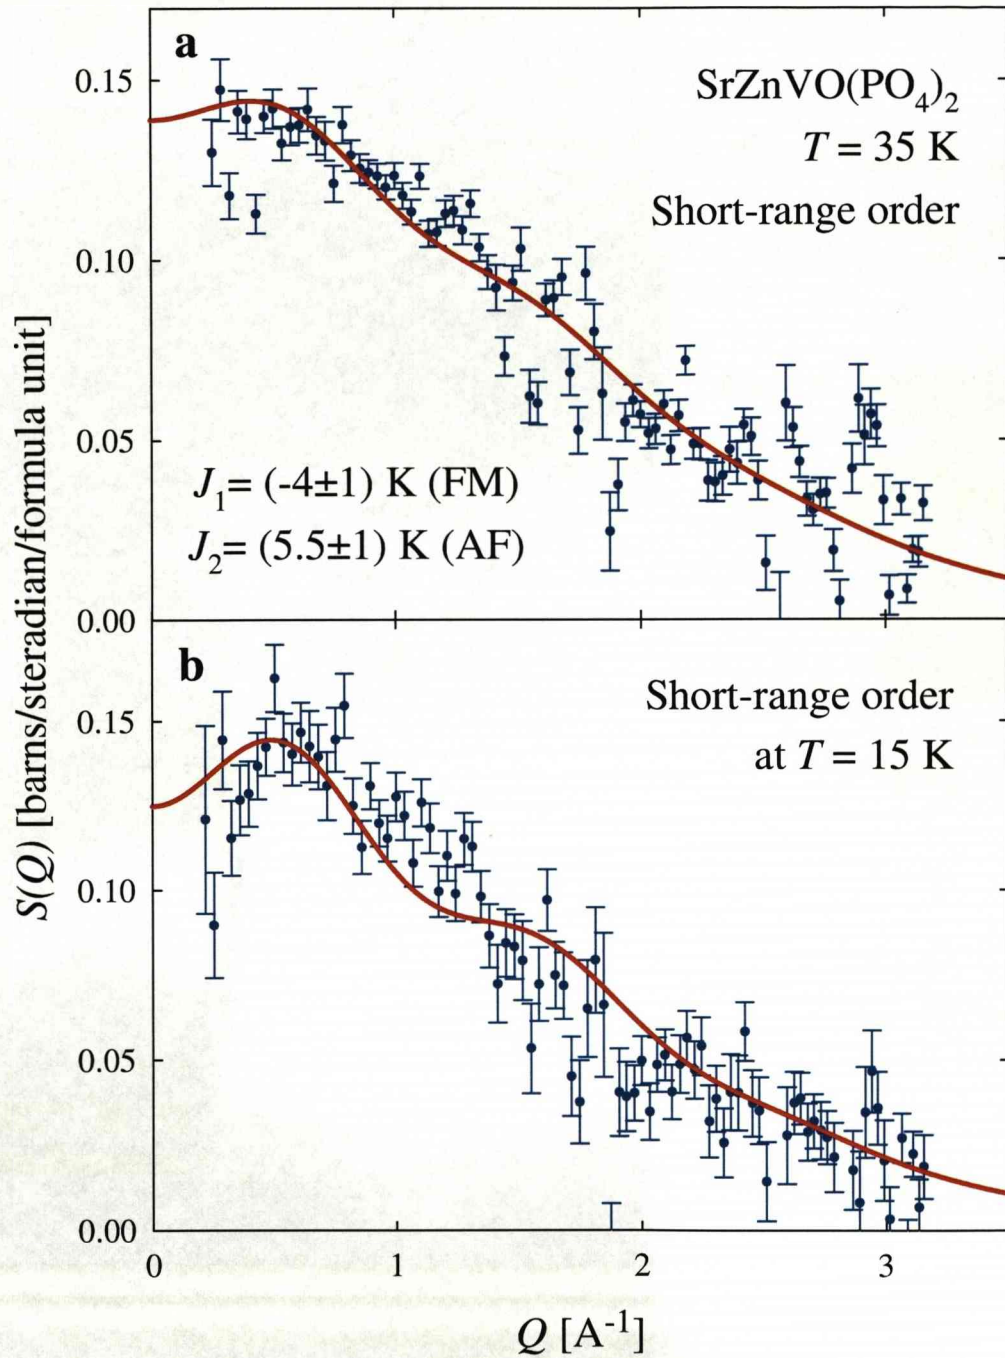 a
SrZnVO(PO₄)₂
T = 35 K
Short-range order
J₁= (-4±1) K (FM)
J₂= (5.5±1) K (AF)
0.15
0.10
0.05
0.00
b
Short-range order
at T = 15 K
0.15
0.10
0.05
0.00
0 1 2 3
S(Q) [barns/steradian/formula unit]
Q [A⁻¹]